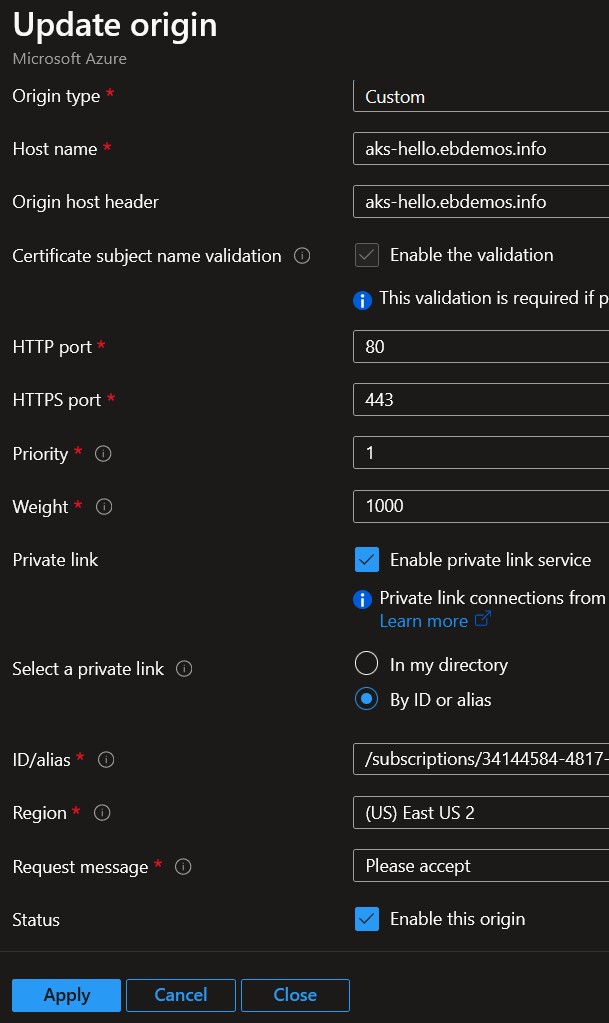 Update origin
Microsoft Azure
Origin type * Custom
Host name * aks-hello.ebdemos.info
Origin host header aks-hello.ebdemos.info
Certificate subject name validation Enable the validation
This validation is required if p
HTTP port * 80
HTTPS port * 443
Priority * 1
Weight * 1000
Private link Enable private link service
Private link connections from
Learn more
Select a private link In my directory
By ID or alias
ID/alias * /subscriptions/34144584-4817-
Region * (US) East US 2
Request message * Please accept
Status Enable this origin
Apply Cancel Close